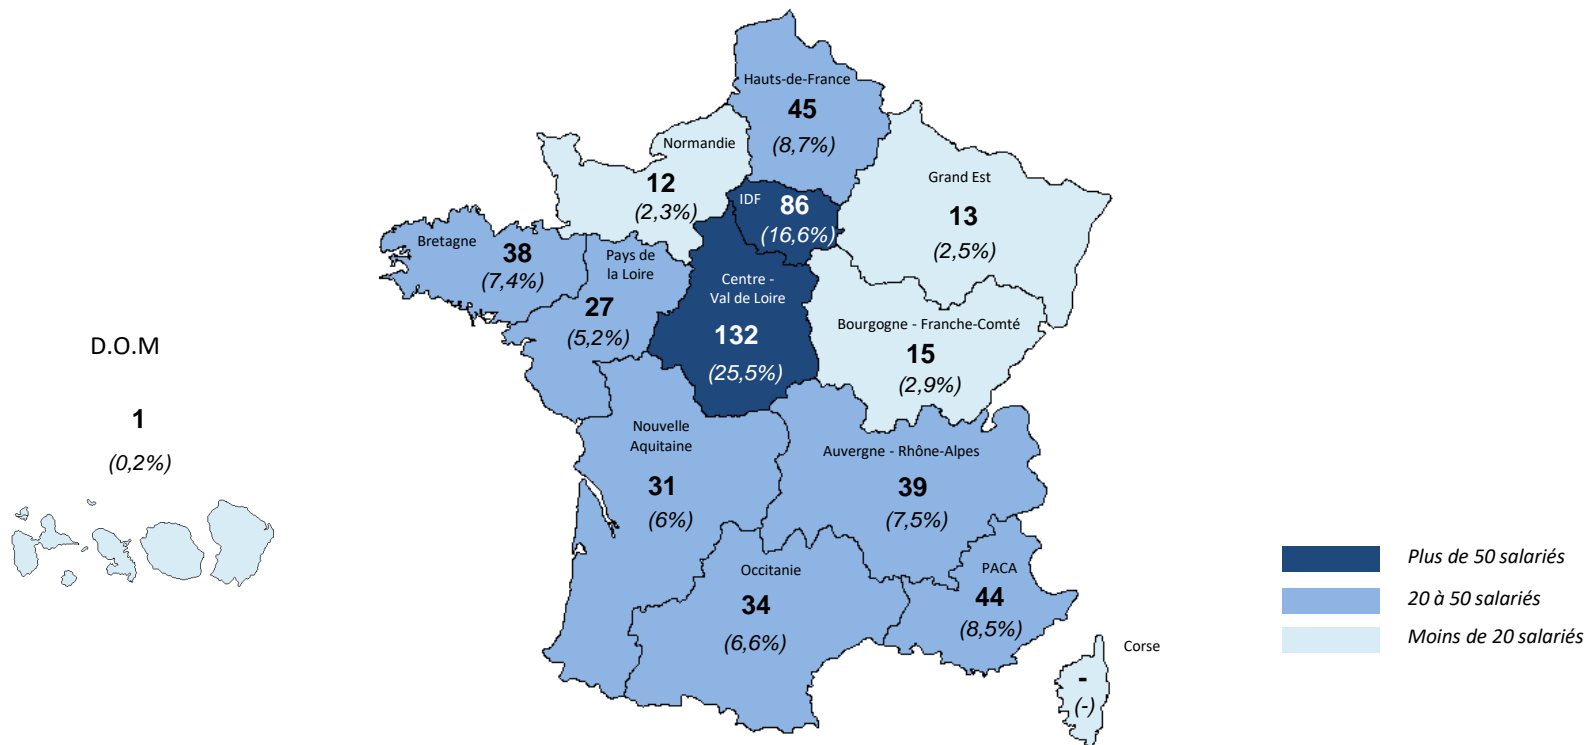 Hauts-de-France
45
(8,7%)
Normandie
12
(2,3%)
IDF
86
(16,6%)
Grand Est
13
(2,5%)
Bretagne
38
(7,4%)
Pays de
la Loire
27
(5,2%)
Centre -
Val de Loire
132
(25,5%)
Bourgogne - Franche-Comté
15
(2,9%)
D.O.M
1
(0,2%)
Nouvelle
Aquitaine
31
(6%)
Auvergne - Rhône-Alpes
39
(7,5%)
Occitanie
34
(6,6%)
PACA
44
(8,5%)
Corse
-
(-)
Plus de 50 salariés
20 à 50 salariés
Moins de 20 salariés